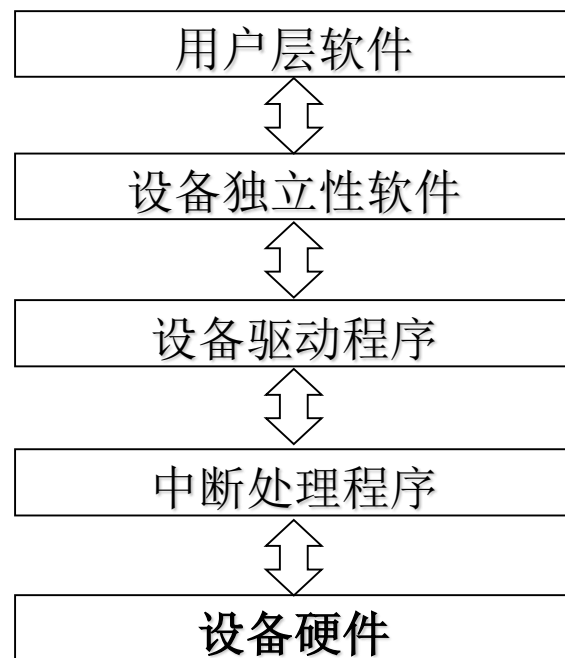 用户层软件
设备独立性软件
设备驱动程序
中断处理程序
设备硬件